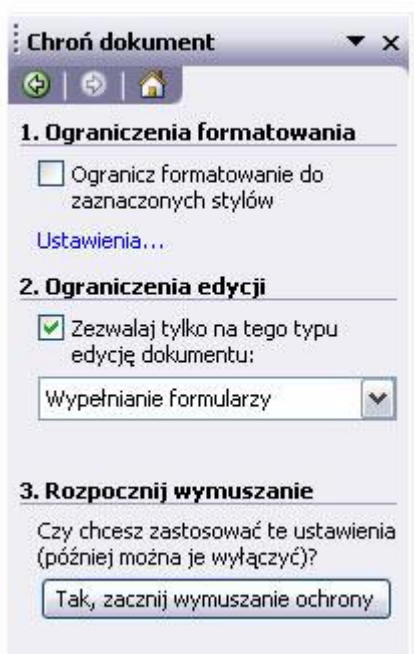 Chroń dokument
1. Ograniczenia formatowania
Ogranicz formatowanie do
zaznaczonych stylów
Ustawienia...
2. Ograniczenia edycji
Zezwalaj tylko na tego typu
edycję dokumentu:
Wypełnianie formularzy
3. Rozpocznij wymuszanie
Czy chcesz zastosować te ustawienia
(później można je wyłączyć)?
Tak, zacznij wymuszanie ochrony